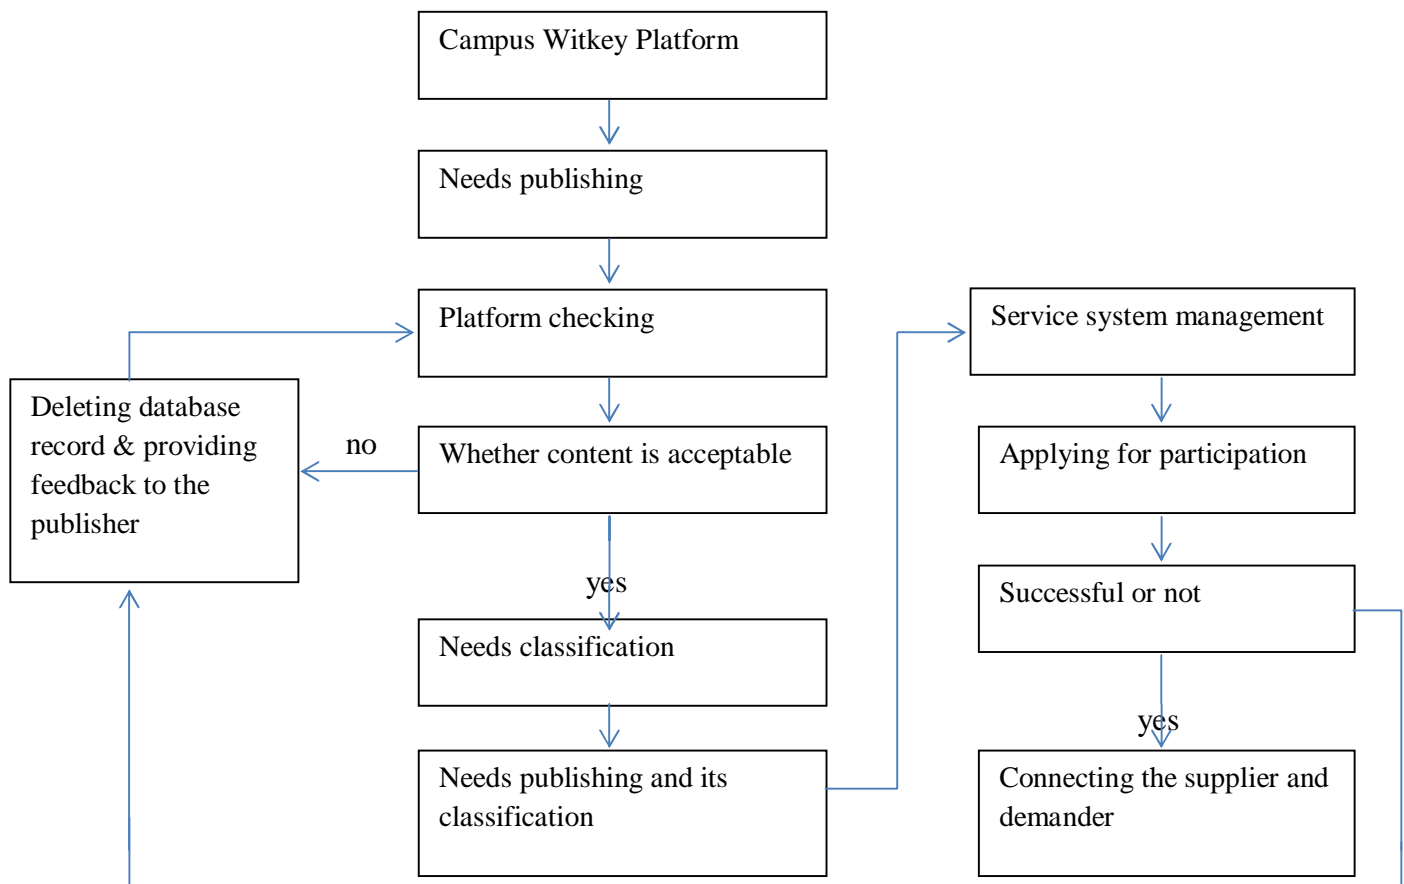 Campus Witkey Platform
Needs publishing
Platform checking
Whether content is acceptable
no
Deleting database
record & providing
feedback to the
publisher
yes
Needs classification
Needs publishing and its
classification
Service system management
Applying for participation
Successful or not
yes
Connecting the supplier and
demander